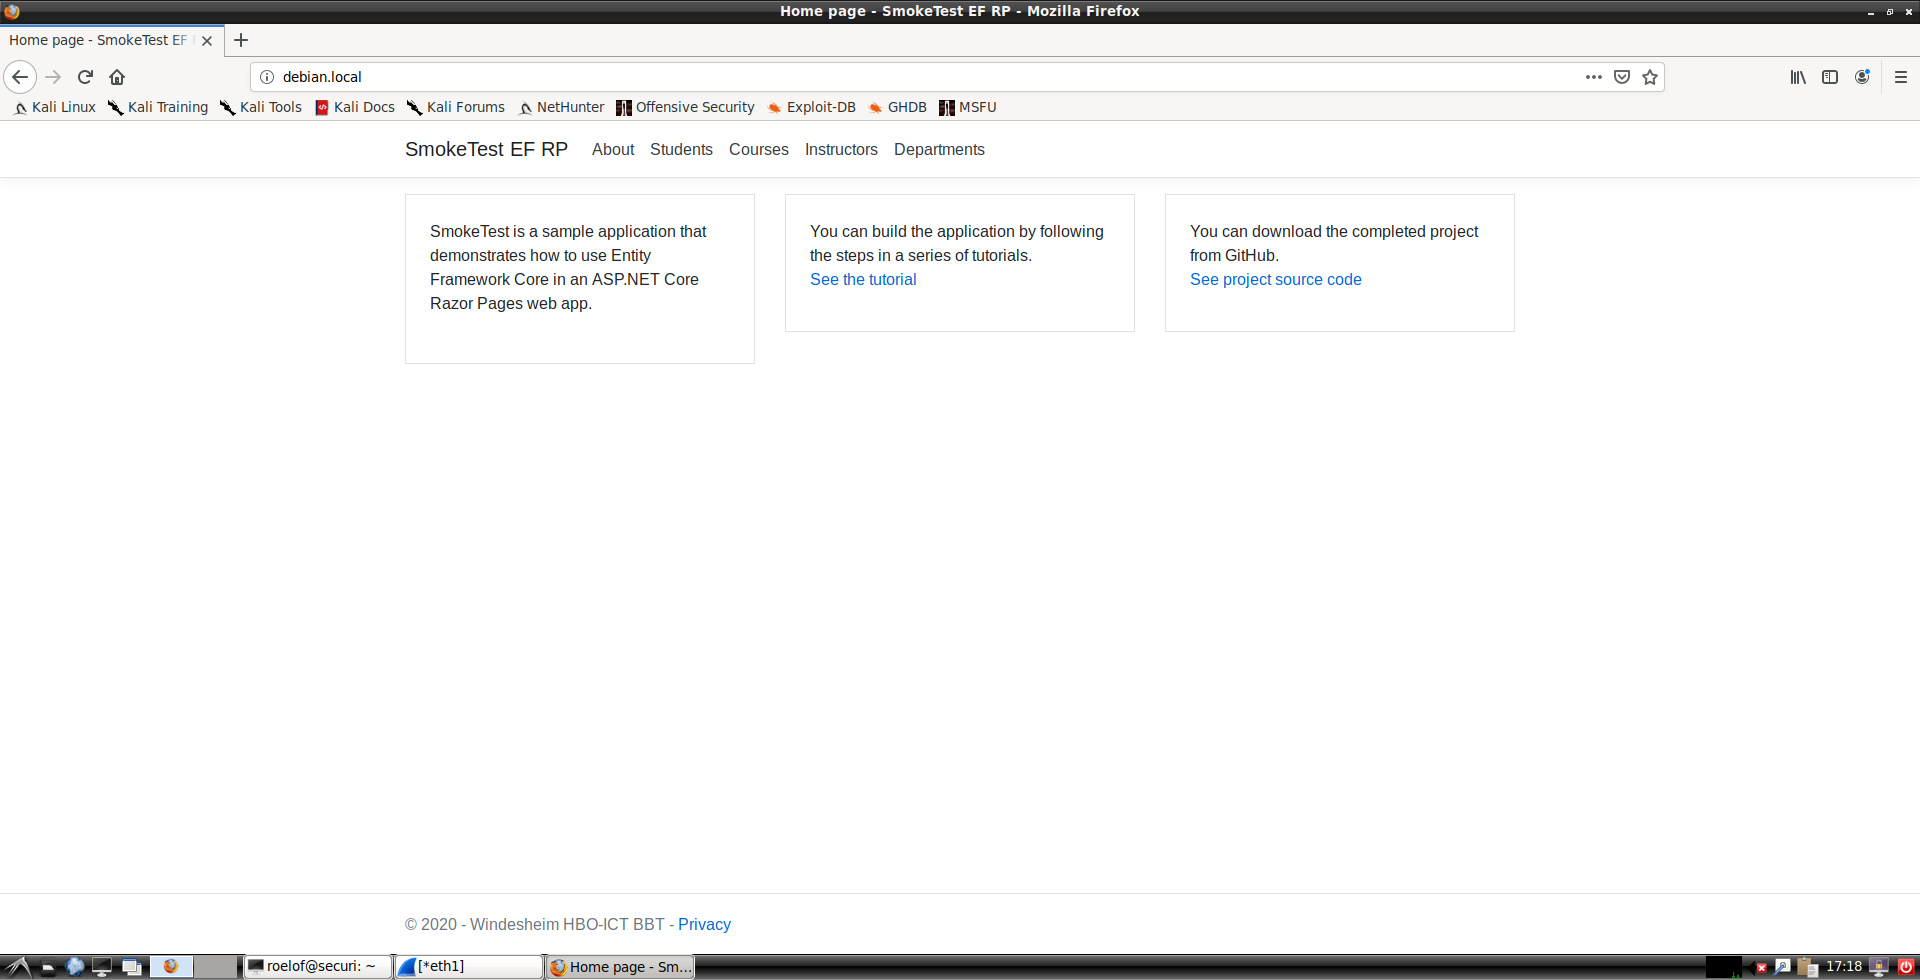 Home page - SmokeTest EF RP - Mozilla Firefox
Home page - SmokeTest EF
debian.local
Kali Linux Kali Training Kali Tools Kali Docs Kali Forums NetHunter Offensive Security Exploit-DB GHDB MSFU
SmokeTest EF RP About Students Courses Instructors Departments
SmokeTest is a sample application that
demonstrates how to use Entity
Framework Core in an ASP.NET Core
Razor Pages web app.
You can build the application by following
the steps in a series of tutorials.
See the tutorial
You can download the completed project
from GitHub.
See project source code
© 2020 - Windesheim HBO-ICT BBT - Privacy
roelof@securi: ~ [*eth1] Home page - Sm... 17:18